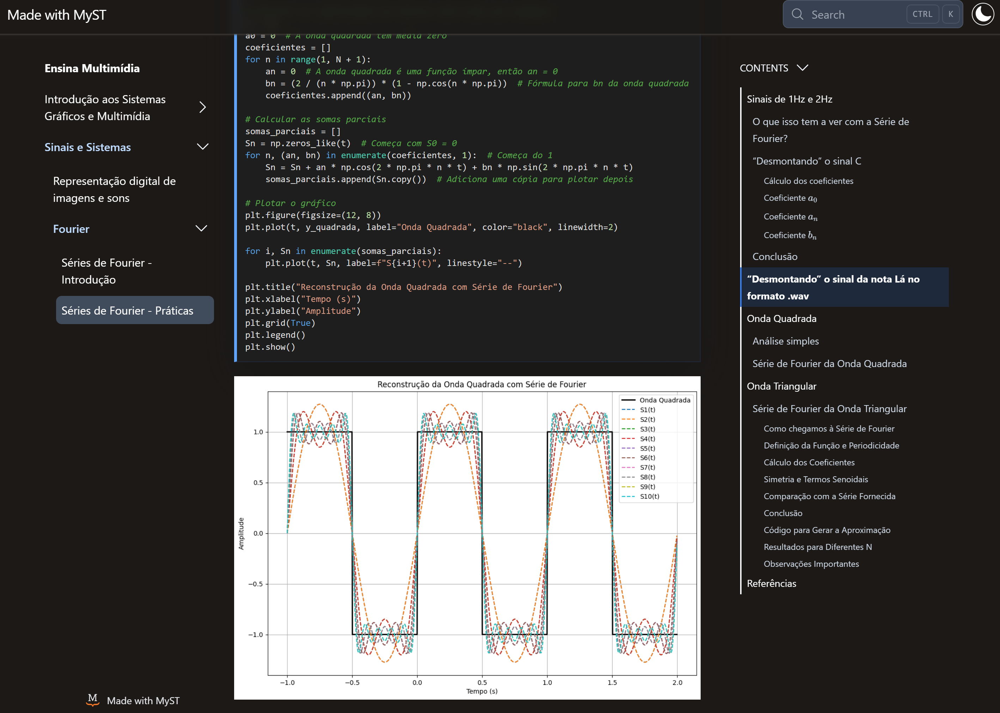 Made with MyST
Search
CTRL
K
Ensina Multimídia
Introdução aos Sistemas
Gráficos e Multimídia
Sinais e Sistemas
Representação digital de
imagens e sons
Fourier
Séries de Fourier -
Introdução
Séries de Fourier - Práticas
Made with MyST
a0 = 0  # A onda quadrada tem média zero
coeficientes = []
for n in range(1, N + 1):
    an = 0  # A onda quadrada é uma função ímpar, então an = 0
    bn = (2 / (n * np.pi)) * (1 - np.cos(n * np.pi))  # Fórmula para bn da onda quadrada
    coeficientes.append((an, bn))
# Calcular as somas parciais
somas_parciais = []
Sn = np.zeros_like(t)  # Começa com S0 = 0
for n, (an, bn) in enumerate(coeficientes, 1):  # Começa do 1
    Sn = Sn + an * np.cos(2 * np.pi * n * t) + bn * np.sin(2 * np.pi * n * t)
    somas_parciais.append(Sn.copy())  # Adiciona uma cópia para plotar depois
# Plotar o gráfico
plt.figure(figsize=(12, 8))
plt.plot(t, y_quadrada, label="Onda Quadrada", color="black", linewidth=2)
for i, Sn in enumerate(somas_parciais):
    plt.plot(t, Sn, label=f"S{i+1}(t)", linestyle="--")
plt.title("Reconstrução da Onda Quadrada com Série de Fourier")
plt.xlabel("Tempo (s)")
plt.ylabel("Amplitude")
plt.grid(True)
plt.legend()
plt.show()
Reconstrução da Onda Quadrada com Série de Fourier
Onda Quadrada
S1(t)
S2(t)
S3(t)
S4(t)
S5(t)
S6(t)
S7(t)
S8(t)
S9(t)
S10(t)
1.0
0.5
0.0
−0.5
−1.0
Amplitude
−1.0
−0.5
0.0
0.5
1.0
1.5
2.0
Tempo (s)
CONTENTS
Sinais de 1Hz e 2Hz
O que isso tem a ver com a Série de
Fourier?
“Desmontando” o sinal C
Cálculo dos coeficientes
Coeficiente a0
Coeficiente an
Coeficiente bn
Conclusão
“Desmontando” o sinal da nota Lá no
formato .wav
Onda Quadrada
Análise simples
Série de Fourier da Onda Quadrada
Onda Triangular
Série de Fourier da Onda Triangular
Como chegamos à Série de Fourier
Definição da Função e Periodicidade
Cálculo dos Coeficientes
Simetria e Termos Senoidais
Comparação com a Série Fornecida
Conclusão
Código para Gerar a Aproximação
Resultados para Diferentes N
Observações Importantes
Referências